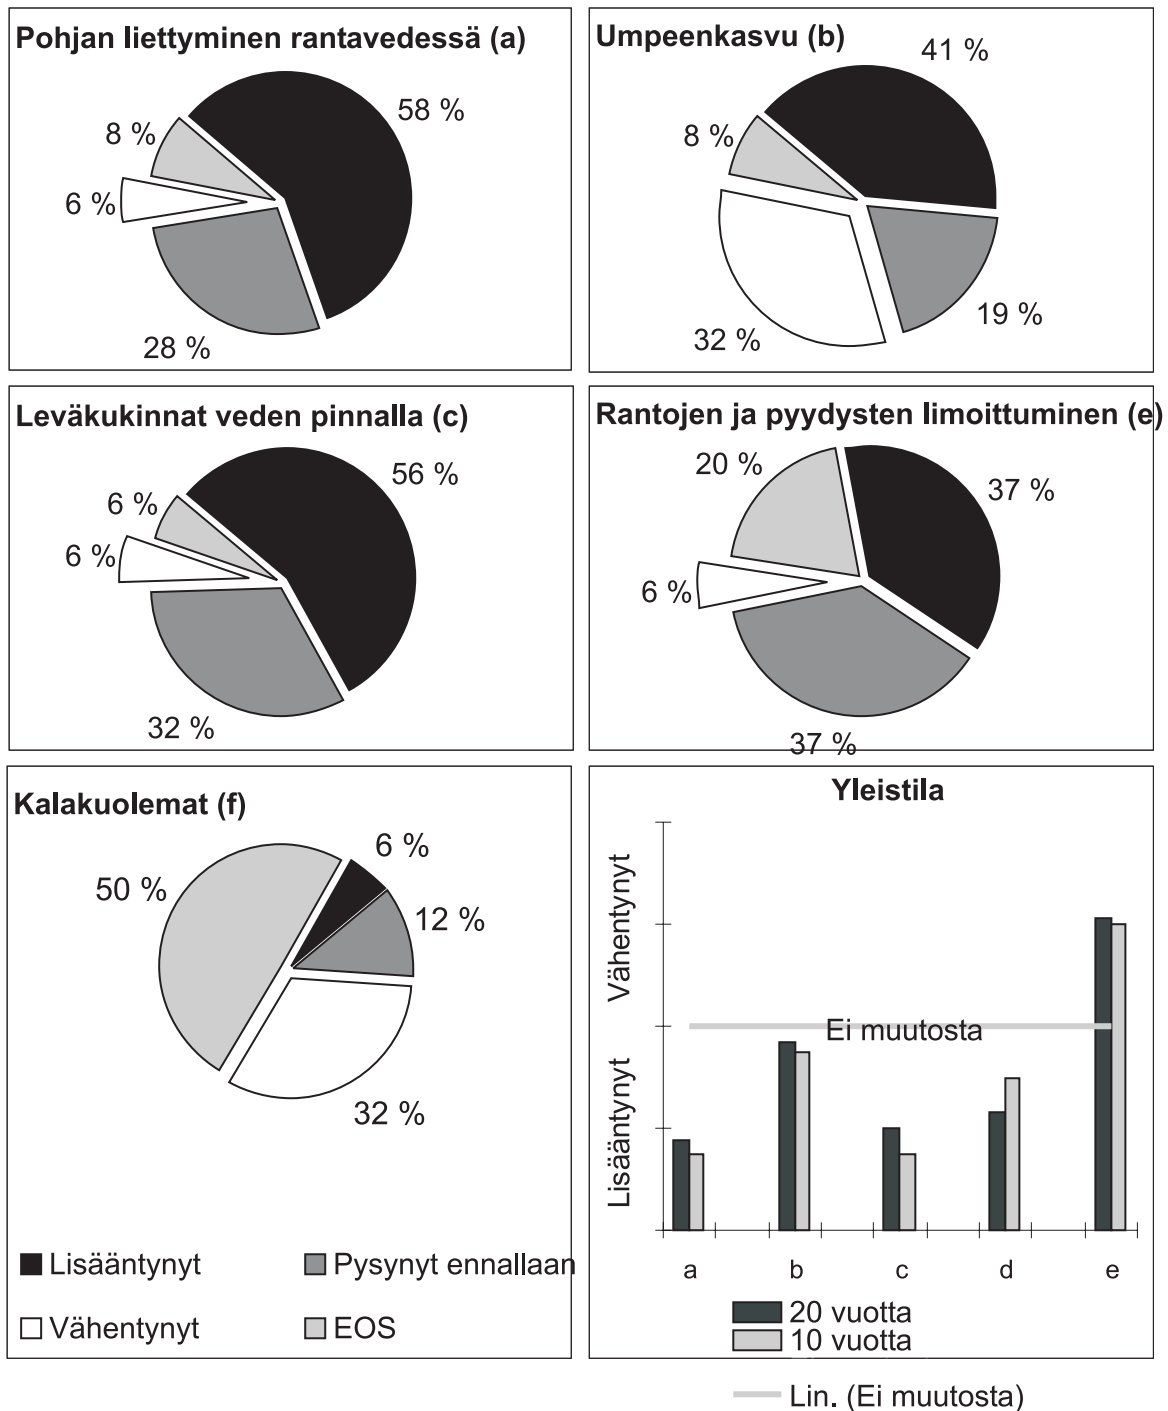 Pohjan liettyminen rantavedessä (a)
58 %
8 %
6 %
28 %
Umpeenkasvu (b)
41 %
8 %
19 %
32 %
Leväkukinnat veden pinnalla (c)
56 %
6 %
6 %
32 %
Rantojen ja pyydysten limoittuminen (e)
20 %
37 %
6 %
37 %
Kalakuolemat (f)
6 %
50 %
12 %
32 %
Lisääntynyt
Pysynyt ennallaan
Vähentynyt
EOS
Yleistila
Vähentynyt
Ei muutosta
Lisääntynyt
a b c d e
20 vuotta
10 vuotta
Lin. (Ei muutosta)